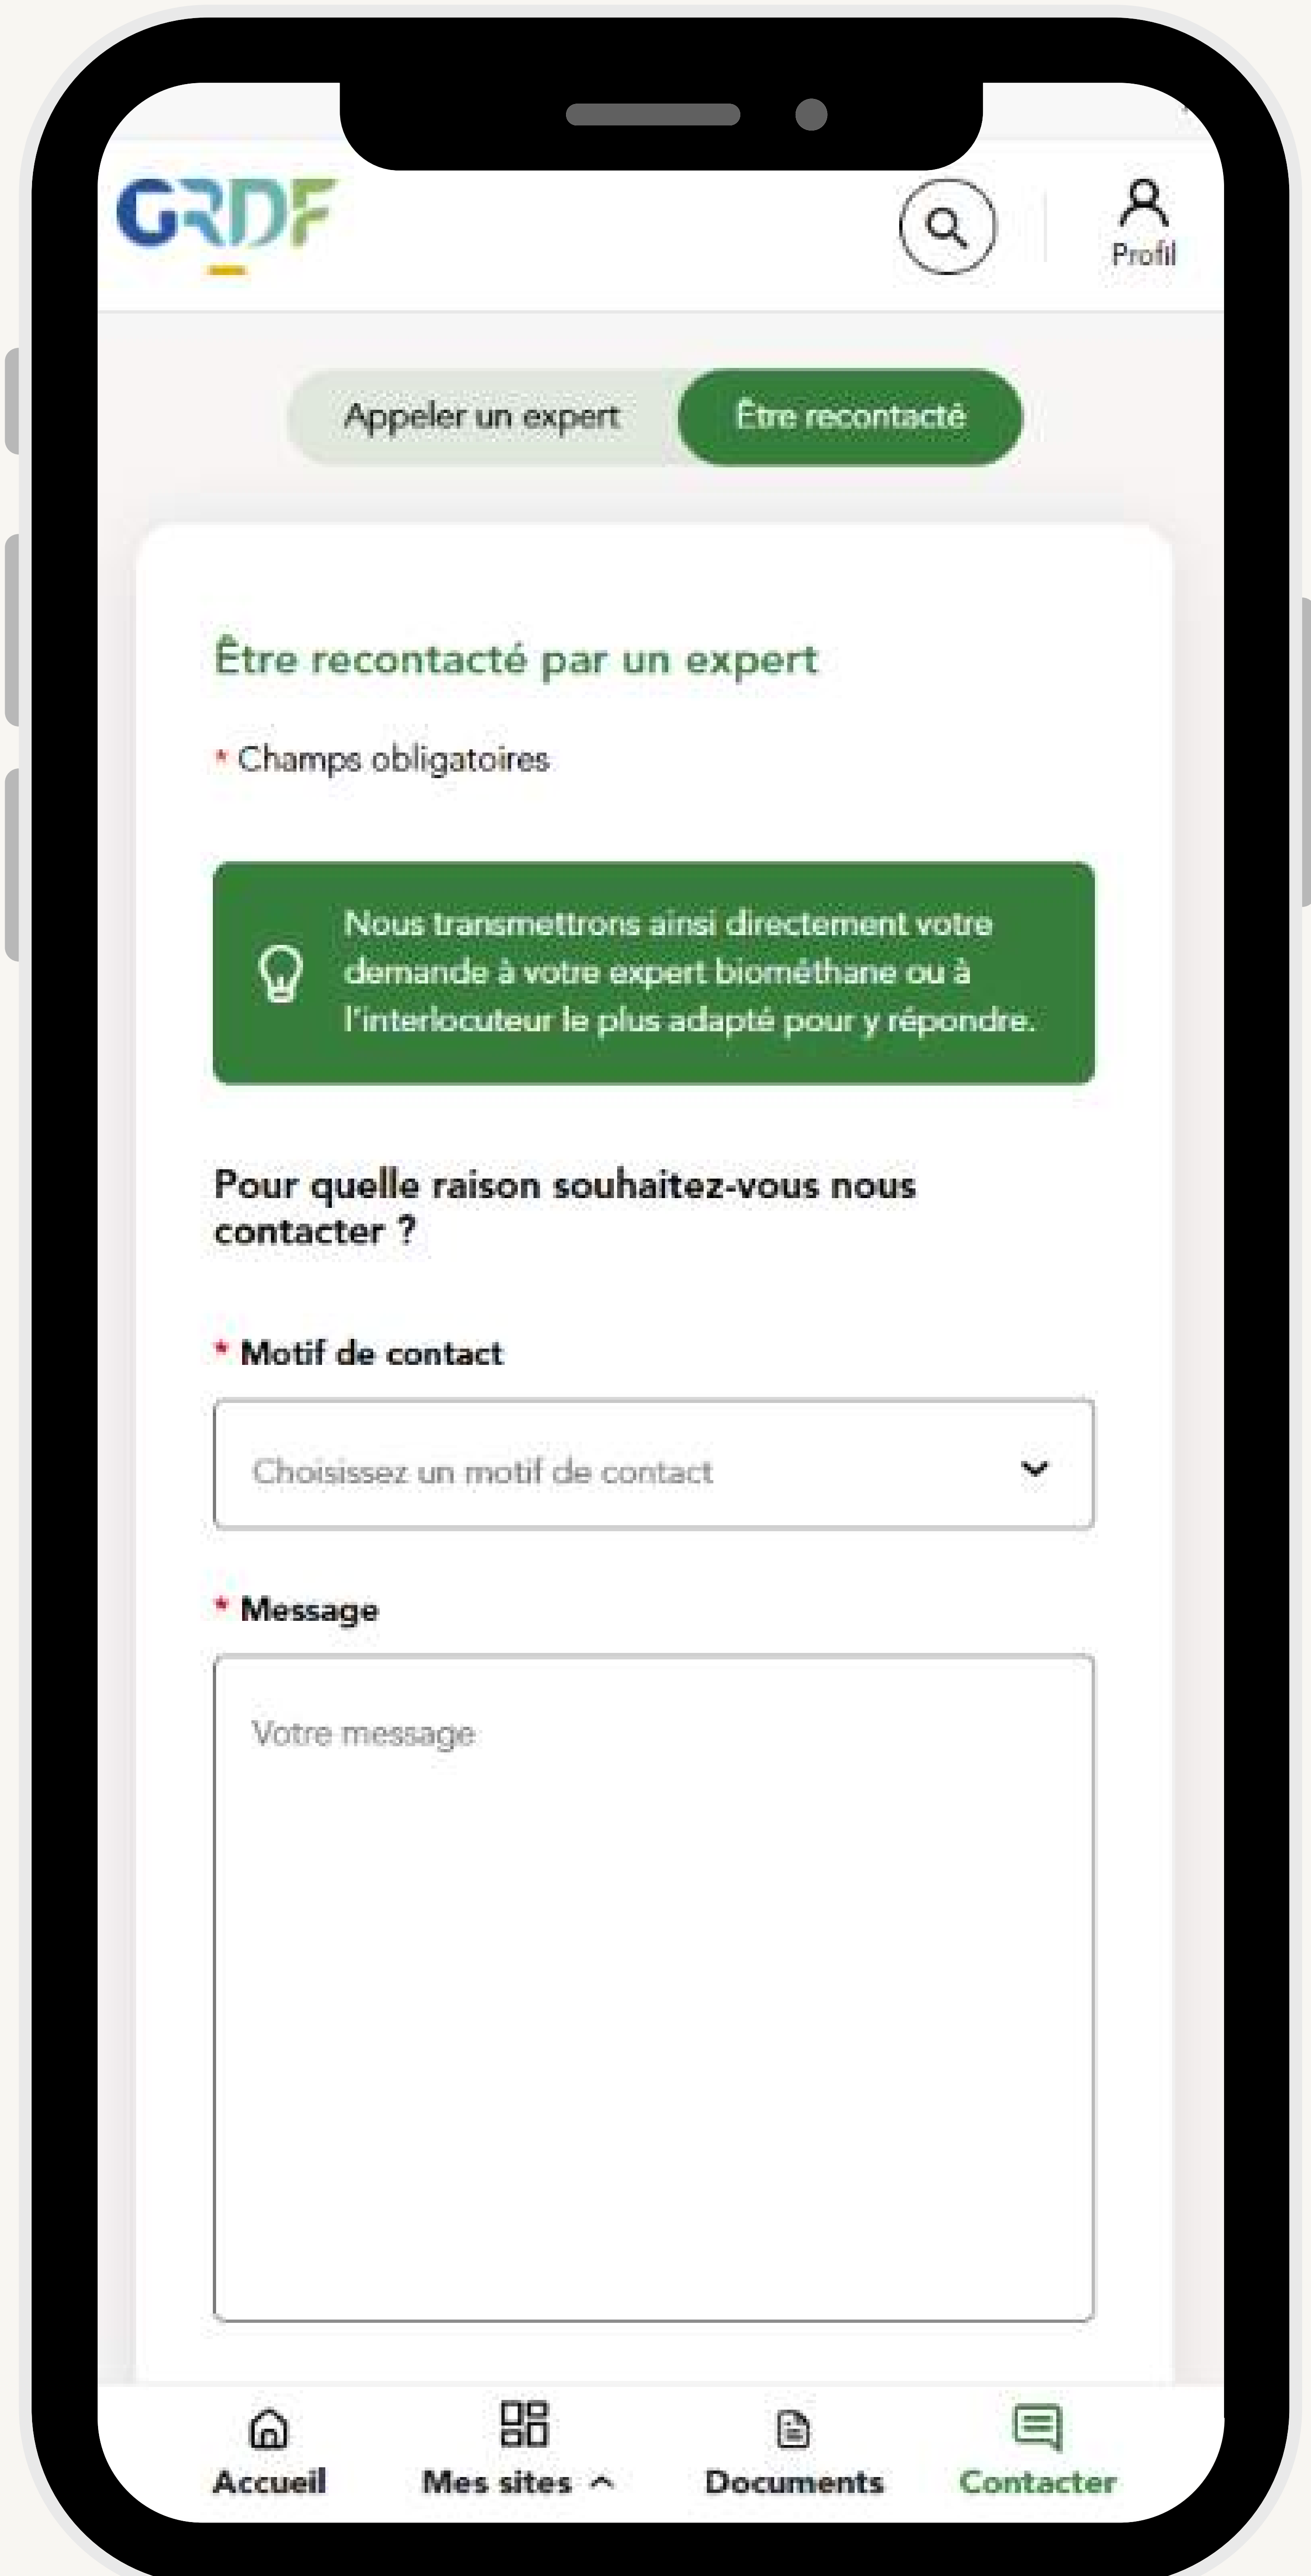 GRDF
Profil
Appeler un expert
Être recontacté
Être recontacté par un expert
* Champs obligatoires
Nous transmettrons ainsi directement votre
demande à votre expert biométhane ou à
l'interlocuteur le plus adapté pour y répondre.
Pour quelle raison souhaitez-vous nous
contacter ?
* Motif de contact
Choisissez un motif de contact
* Message
Votre message
Accueil
Mes sites
Documents
Contacter